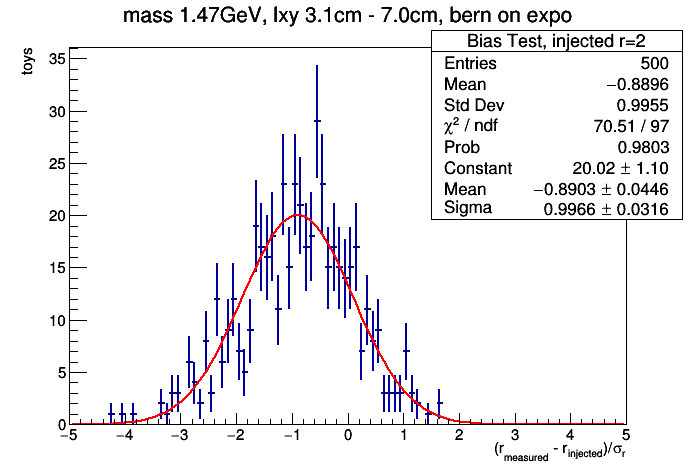 mass 1.47GeV, lxy 3.1cm - 7.0cm, bern on expo
toys
Bias Test, injected r=2
Entries 500
Mean −0.8896
Std Dev 0.9955
χ² / ndf 70.51 / 97
Prob 0.9803
Constant 20.02 ± 1.10
Mean −0.8903 ± 0.0446
Sigma 0.9966 ± 0.0316
35
30
25
20
15
10
5
0
−5 −4 −3 −2 −1 0 1 2 3 4 5
(r_measured - r_injected)/σ_r